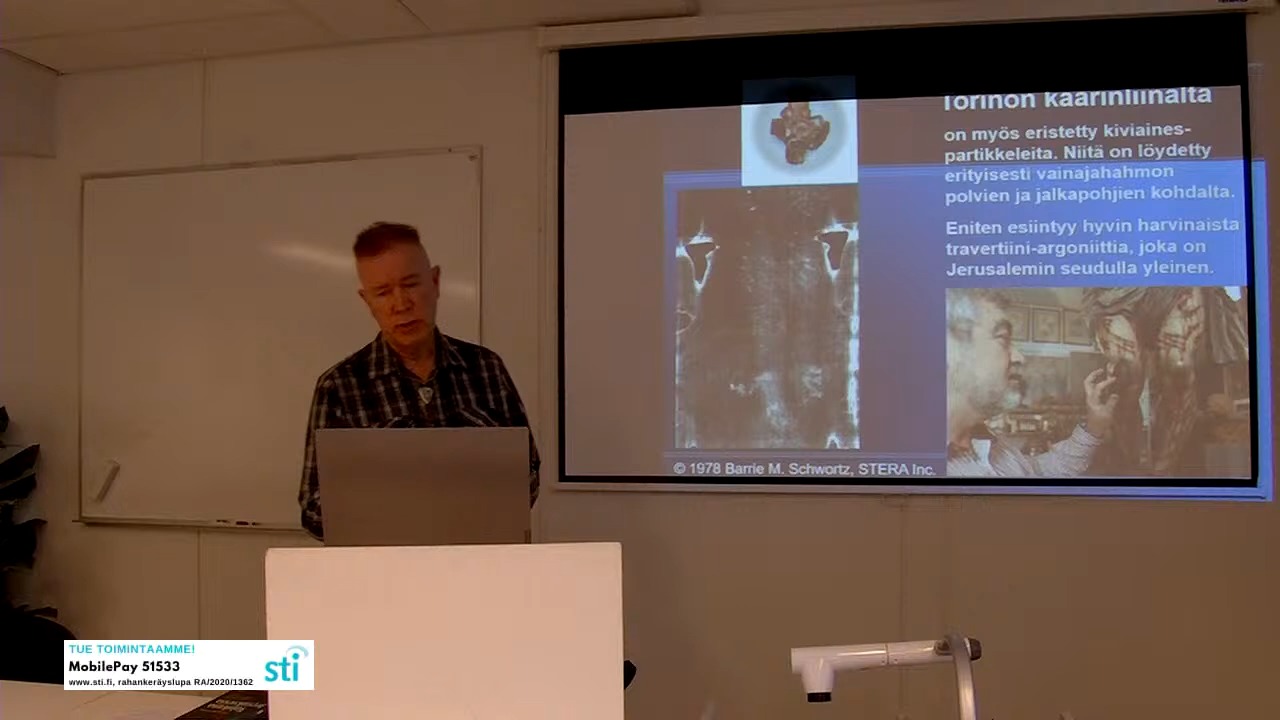 Torinon käärinliinalta
on myös eristetty kiviaines-
partikkeleita. Niitä on löydetty
erityisesti vainajahahmon
polvien ja jalkapohjien kohdalta.
Eniten esiintyy hyvin harvinaista
travertiini-argoniittia, joka on
Jerusalemin seudulla yleinen.
© 1978 Barrie M. Schwortz, STERA Inc.
TUE TOIMINTAAMME!
MobilePay 51533
www.sti.fi, rahankeräyslupa RA/2020/1362
sti